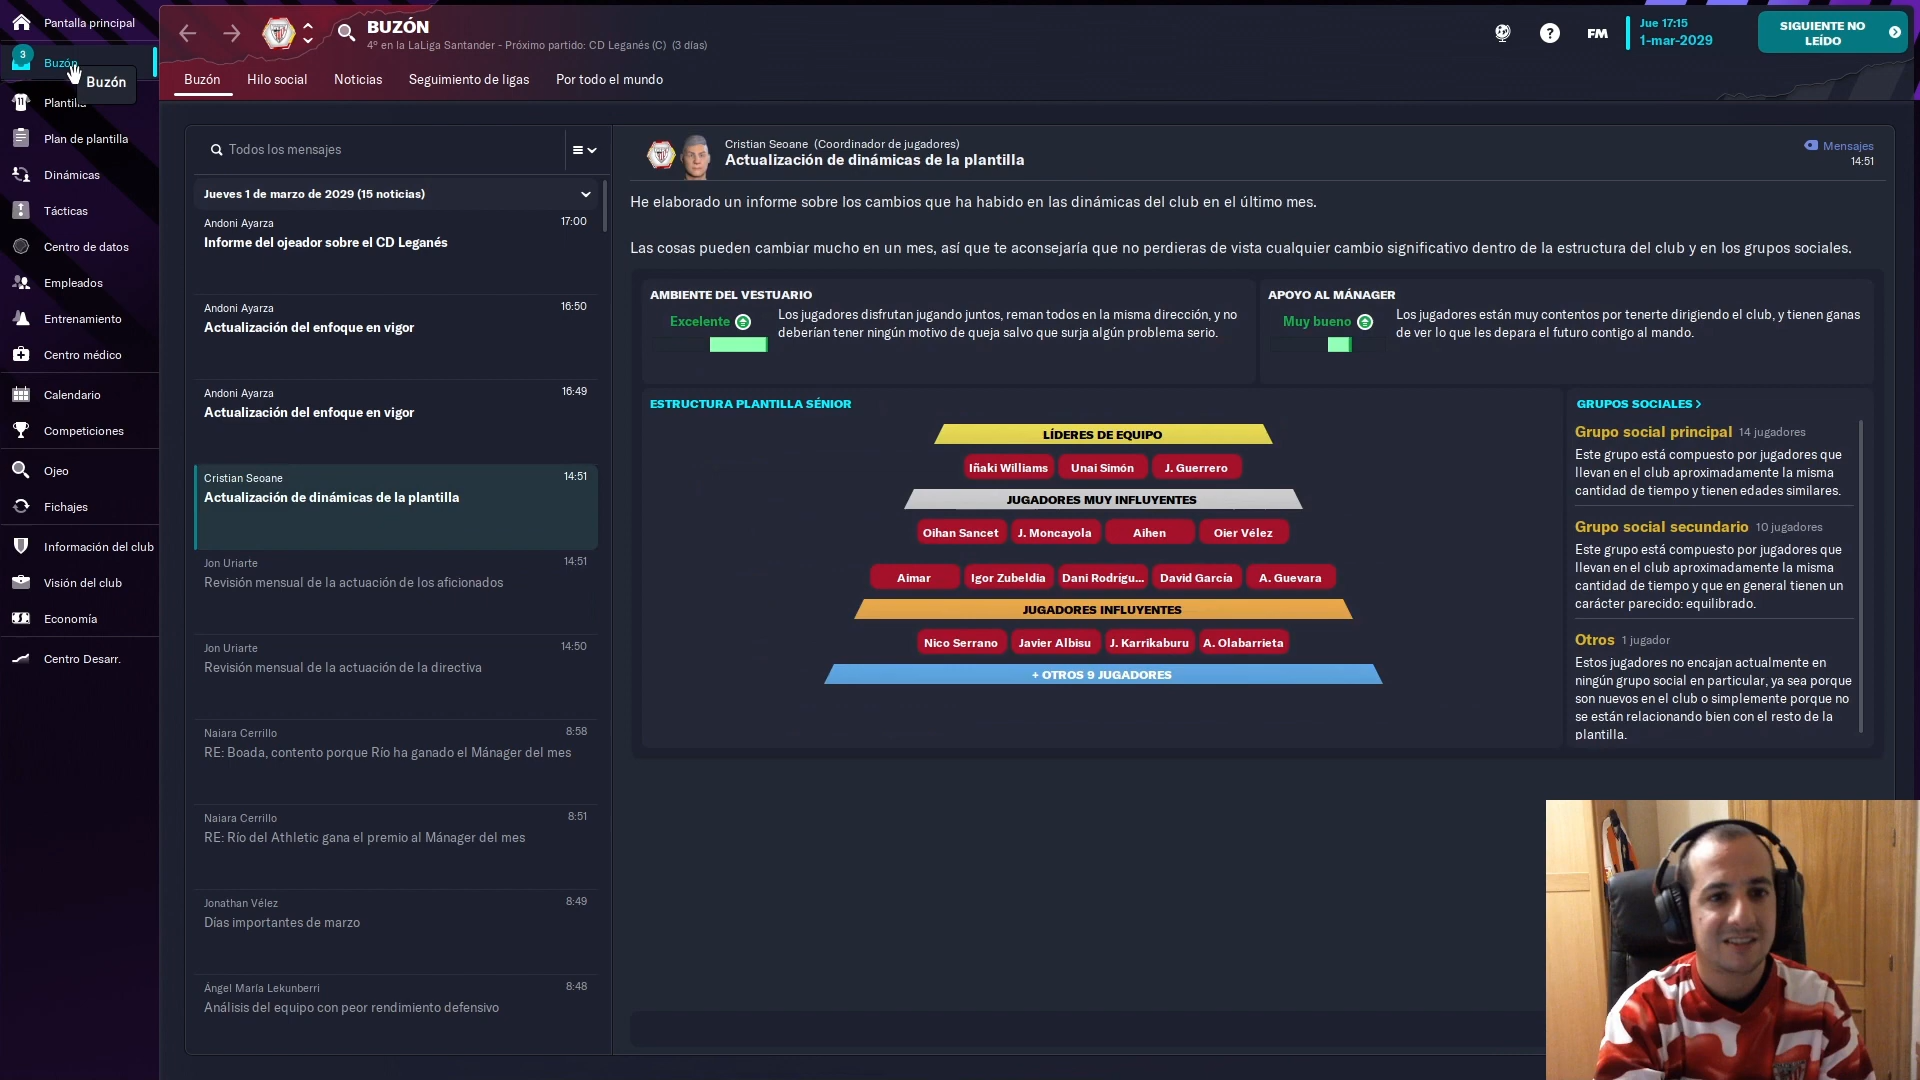 Pantalla principal
3
Buzón
Buzón
Plantilla
Plan de plantilla
Dinámicas
Tácticas
Centro de datos
Empleados
Entrenamiento
Centro médico
Calendario
Competiciones
Ojeo
Fichajes
Información del club
Visión del club
Economía
Centro Desarr.
BUZÓN
4º en la LaLiga Santander - Próximo partido: CD Leganés (C) (3 días)
FM
Jue 17:15
1-mar-2029
SIGUIENTE NO LEÍDO
Buzón
Hilo social
Noticias
Seguimiento de ligas
Por todo el mundo
Todos los mensajes
Jueves 1 de marzo de 2029 (15 noticias)
Andoni Ayarza 17:00
Informe del ojeador sobre el CD Leganés
Andoni Ayarza 16:50
Actualización del enfoque en vigor
Andoni Ayarza 16:49
Actualización del enfoque en vigor
Cristian Seoane 14:51
Actualización de dinámicas de la plantilla
Jon Uriarte 14:51
Revisión mensual de la actuación de los aficionados
Jon Uriarte 14:50
Revisión mensual de la actuación de la directiva
Naiara Cerrillo 8:58
RE: Boada, contento porque Río ha ganado el Mánager del mes
Naiara Cerrillo 8:51
RE: Río del Athletic gana el premio al Mánager del mes
Jonathan Vélez 8:49
Días importantes de marzo
Ángel María Lekunberri 8:48
Análisis del equipo con peor rendimiento defensivo
Cristian Seoane (Coordinador de jugadores)
Actualización de dinámicas de la plantilla
Mensajes
14:51
He elaborado un informe sobre los cambios que ha habido en las dinámicas del club en el último mes.
Las cosas pueden cambiar mucho en un mes, así que te aconsejaría que no perdieras de vista cualquier cambio significativo dentro de la estructura del club y en los grupos sociales.
AMBIENTE DEL VESTUARIO
Excelente
Los jugadores disfrutan jugando juntos, reman todos en la misma dirección, y no
deberían tener ningún motivo de queja salvo que surja algún problema serio.
APOYO AL MÁNAGER
Muy bueno
Los jugadores están muy contentos por tenerte dirigiendo el club, y tienen ganas
de ver lo que les depara el futuro contigo al mando.
ESTRUCTURA PLANTILLA SÉNIOR
LÍDERES DE EQUIPO
Iñaki Williams Unai Simón J. Guerrero
JUGADORES MUY INFLUYENTES
Oihan Sancet J. Moncayola Aihen Oier Vélez
Aimar Igor Zubeldia Dani Rodrígu... David García A. Guevara
JUGADORES INFLUYENTES
Nico Serrano Javier Albisu J. Karrikaburu A. Olabarrieta
+ OTROS 9 JUGADORES
GRUPOS SOCIALES >
Grupo social principal 14 jugadores
Este grupo está compuesto por jugadores que
llevan en el club aproximadamente la misma
cantidad de tiempo y tienen edades similares.
Grupo social secundario 10 jugadores
Este grupo está compuesto por jugadores que
llevan en el club aproximadamente la misma
cantidad de tiempo y que en general tienen un
carácter parecido: equilibrado.
Otros 1 jugador
Estos jugadores no encajan actualmente en
ningún grupo social en particular, ya sea porque
son nuevos en el club o simplemente porque no
se están relacionando bien con el resto de la
plantilla.